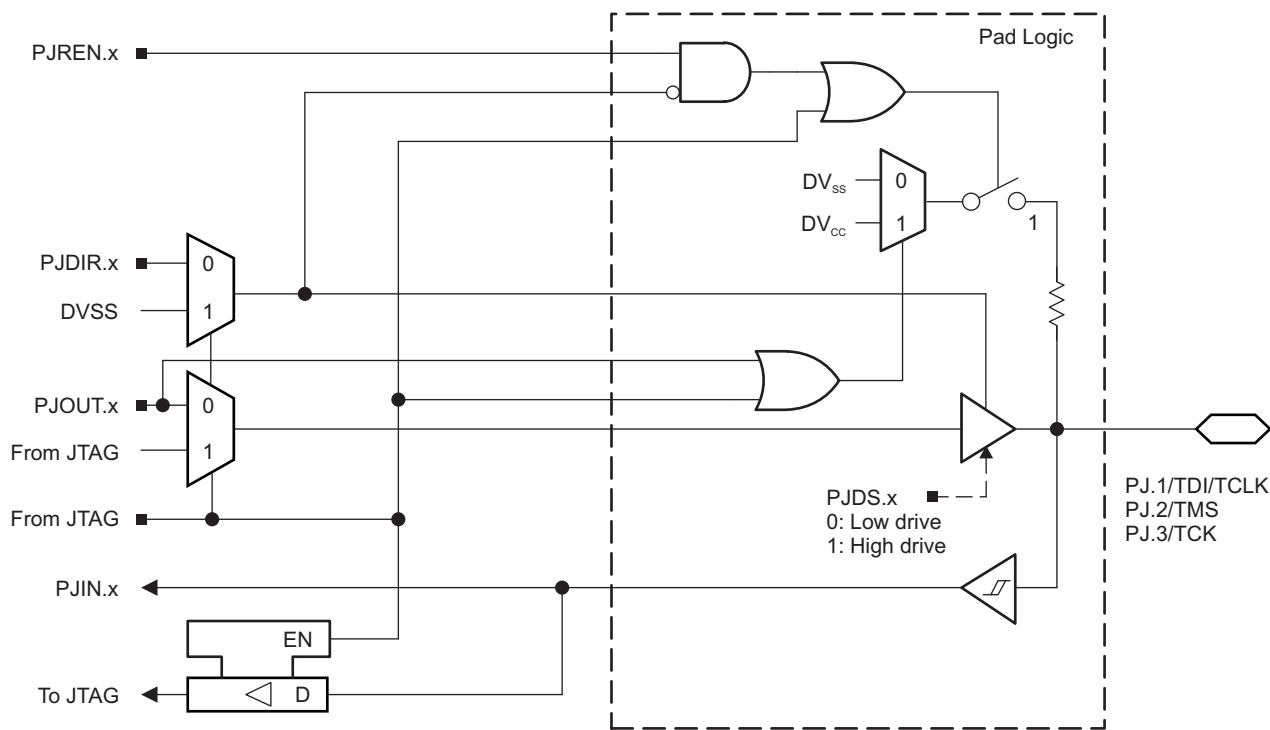 Pad Logic
PJREN.x
DVSS
0
DVCC
1
1
PJDIR.x
0
DVSS
1
PJOUT.x
0
From JTAG
1
From JTAG
PJDS.x
0: Low drive
1: High drive
PJ.1/TDI/TCLK
PJ.2/TMS
PJ.3/TCK
PJIN.x
EN
To JTAG
D